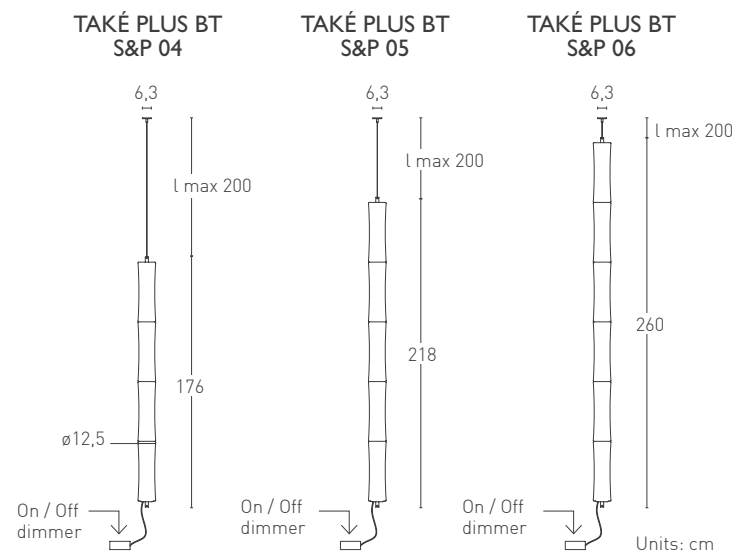 TAKÉ PLUS BT
S&P 04
6,3
l max 200
176
ø12,5
On / Off
dimmer
TAKÉ PLUS BT
S&P 05
6,3
l max 200
218
On / Off
dimmer
TAKÉ PLUS BT
S&P 06
6,3
l max 200
260
On / Off
dimmer
Units: cm